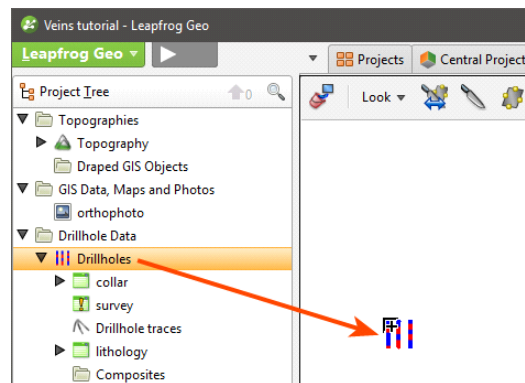 Veins tutorial - Leapfrog Geo
Leapfrog Geo
Projects
Central Project
Project Tree
0
Look
Topographies
Topography
Draped GIS Objects
GIS Data, Maps and Photos
orthophoto
Drillhole Data
Drillholes
collar
survey
Drillhole traces
lithology
Composites